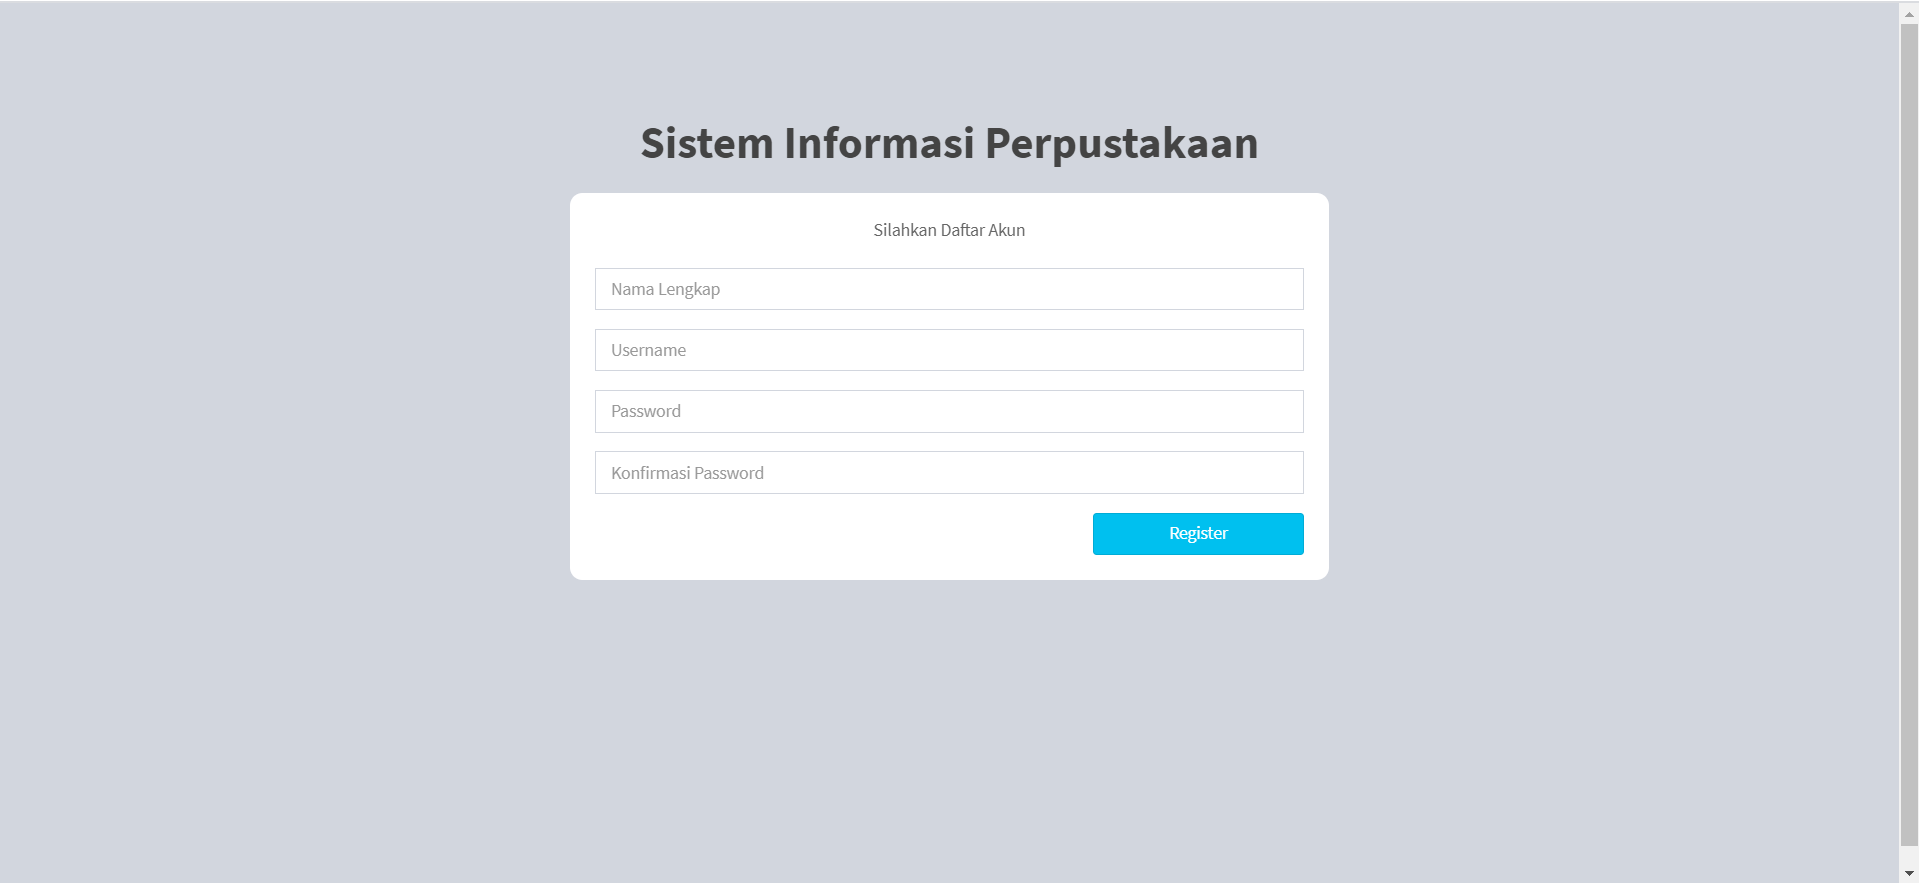 Sistem Informasi Perpustakaan
Silahkan Daftar Akun
Nama Lengkap
Username
Password
Konfirmasi Password
Register